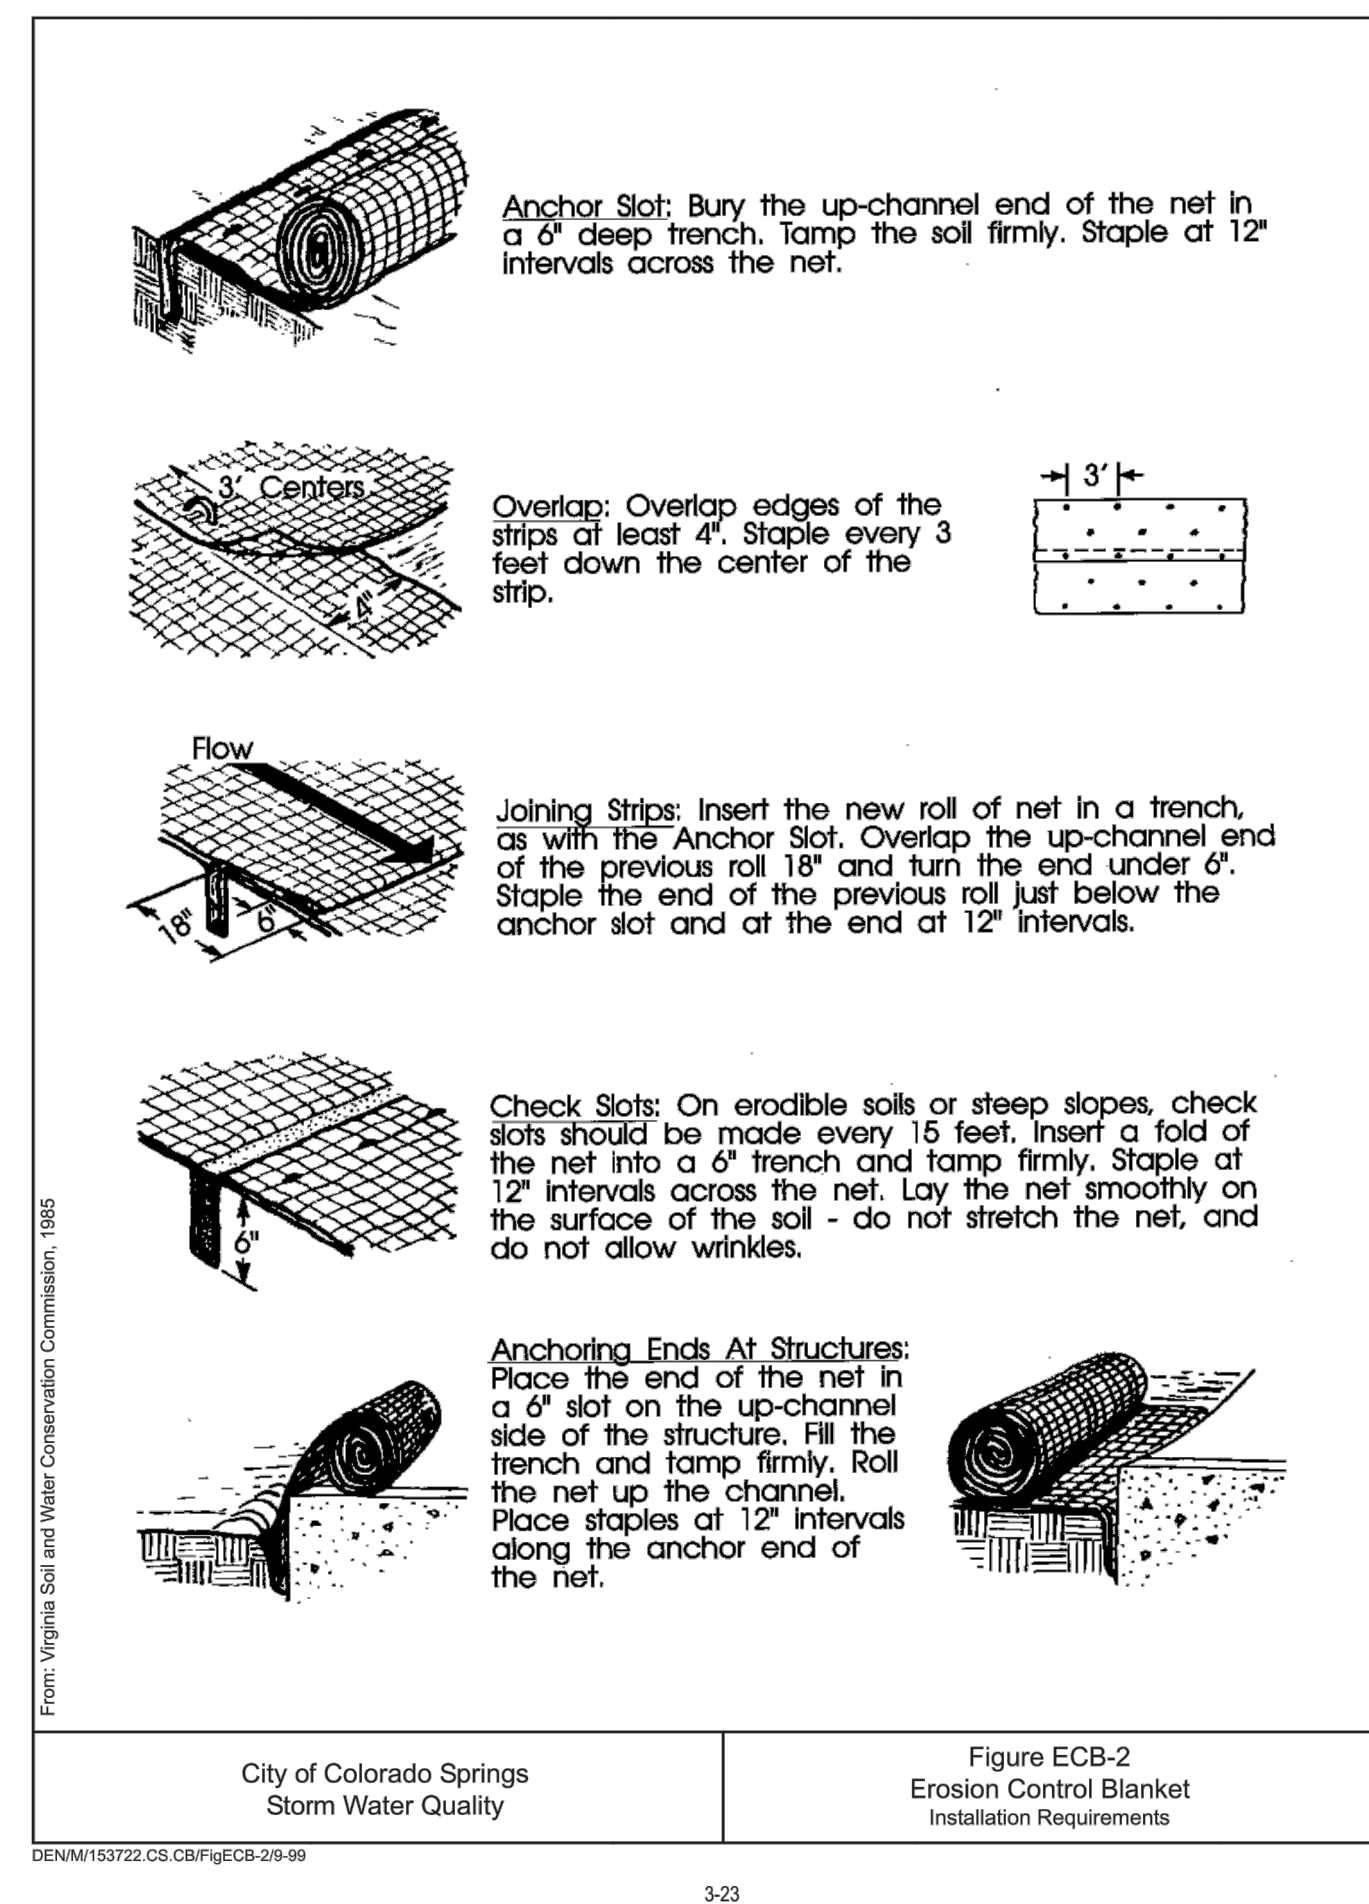 Anchor Slot: Bury the up-channel end of the net in
a 6" deep trench. Tamp the soil firmly. Staple at 12"
intervals across the net.
3' Centers
4"
Overlap: Overlap edges of the
strips at least 4". Staple every 3
feet down the center of the
strip.
3'
Flow
18"
6"
Joining Strips: Insert the new roll of net in a trench,
as with the Anchor Slot. Overlap the up-channel end
of the previous roll 18" and turn the end under 6".
Staple the end of the previous roll just below the
anchor slot and at the end at 12" intervals.
6"
Check Slots: On erodible soils or steep slopes, check
slots should be made every 15 feet. Insert a fold of
the net into a 6" trench and tamp firmly. Staple at
12" intervals across the net. Lay the net smoothly on
the surface of the soil - do not stretch the net, and
do not allow wrinkles.
Anchoring Ends At Structures:
Place the end of the net in
a 6" slot on the up-channel
side of the structure. Fill the
trench and tamp firmly. Roll
the net up the channel.
Place staples at 12" intervals
along the anchor end of
the net.
From: Virginia Soil and Water Conservation Commission, 1985
City of Colorado Springs
Storm Water Quality
Figure ECB-2
Erosion Control Blanket
Installation Requirements
DEN/M/153722.CS.CB/FigECB-2/9-99
3-23